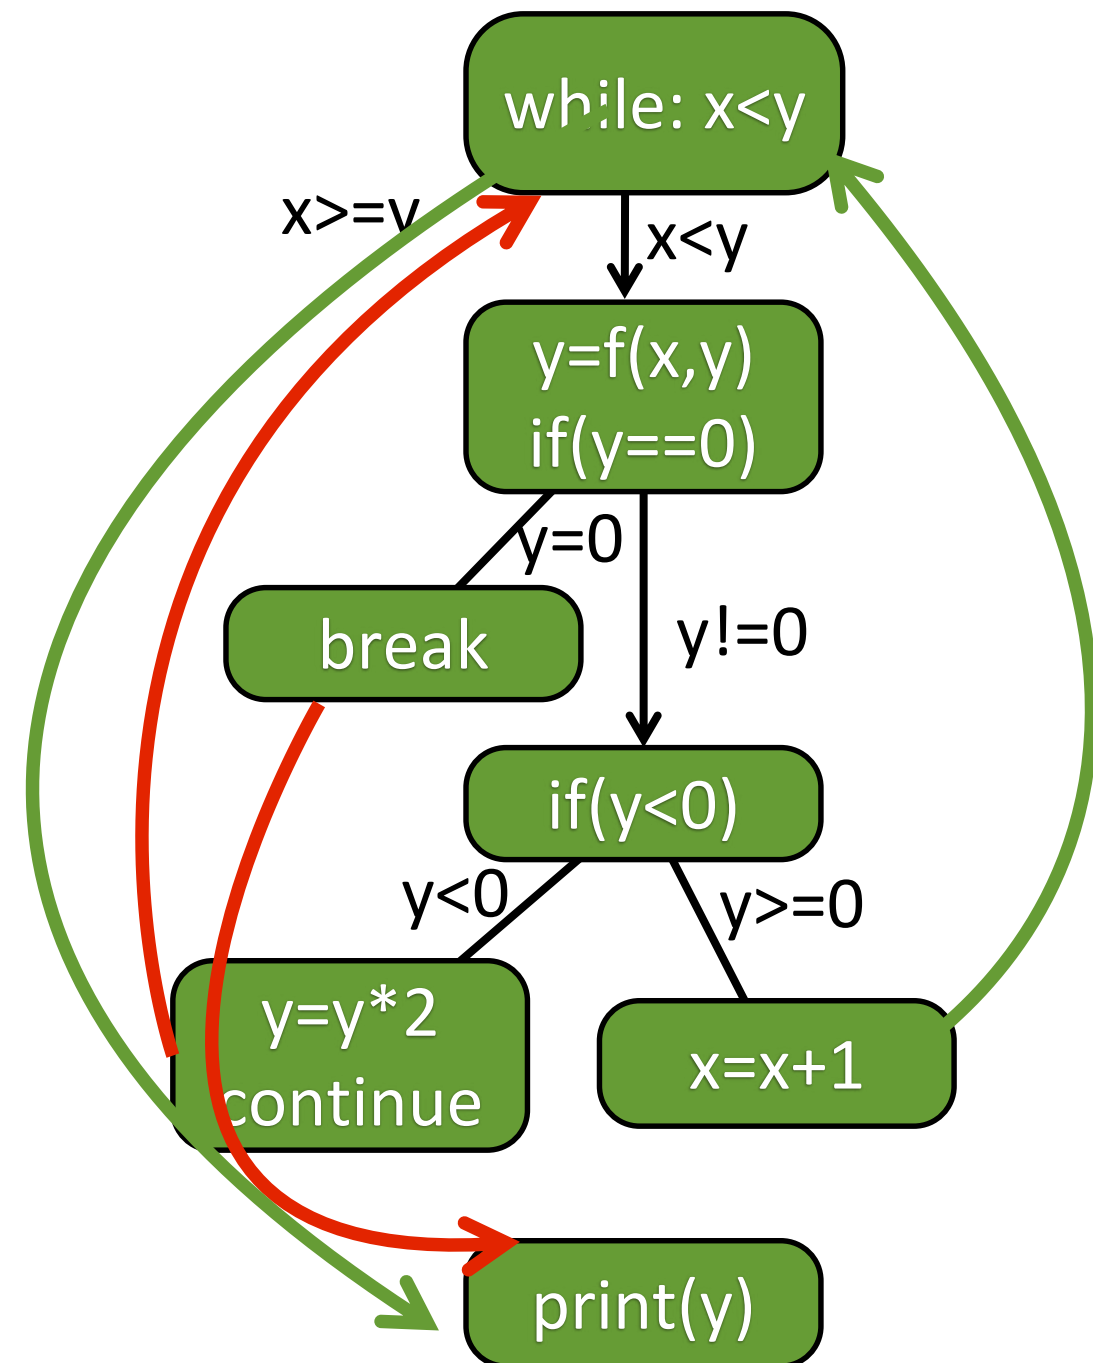 while: x<y
x>=y
x<y
y=f(x,y)
if(y==0)
y=0
break
y!=0
if(y<0)
y<0
y>=0
y=y*2
continue
x=x+1
print(y)